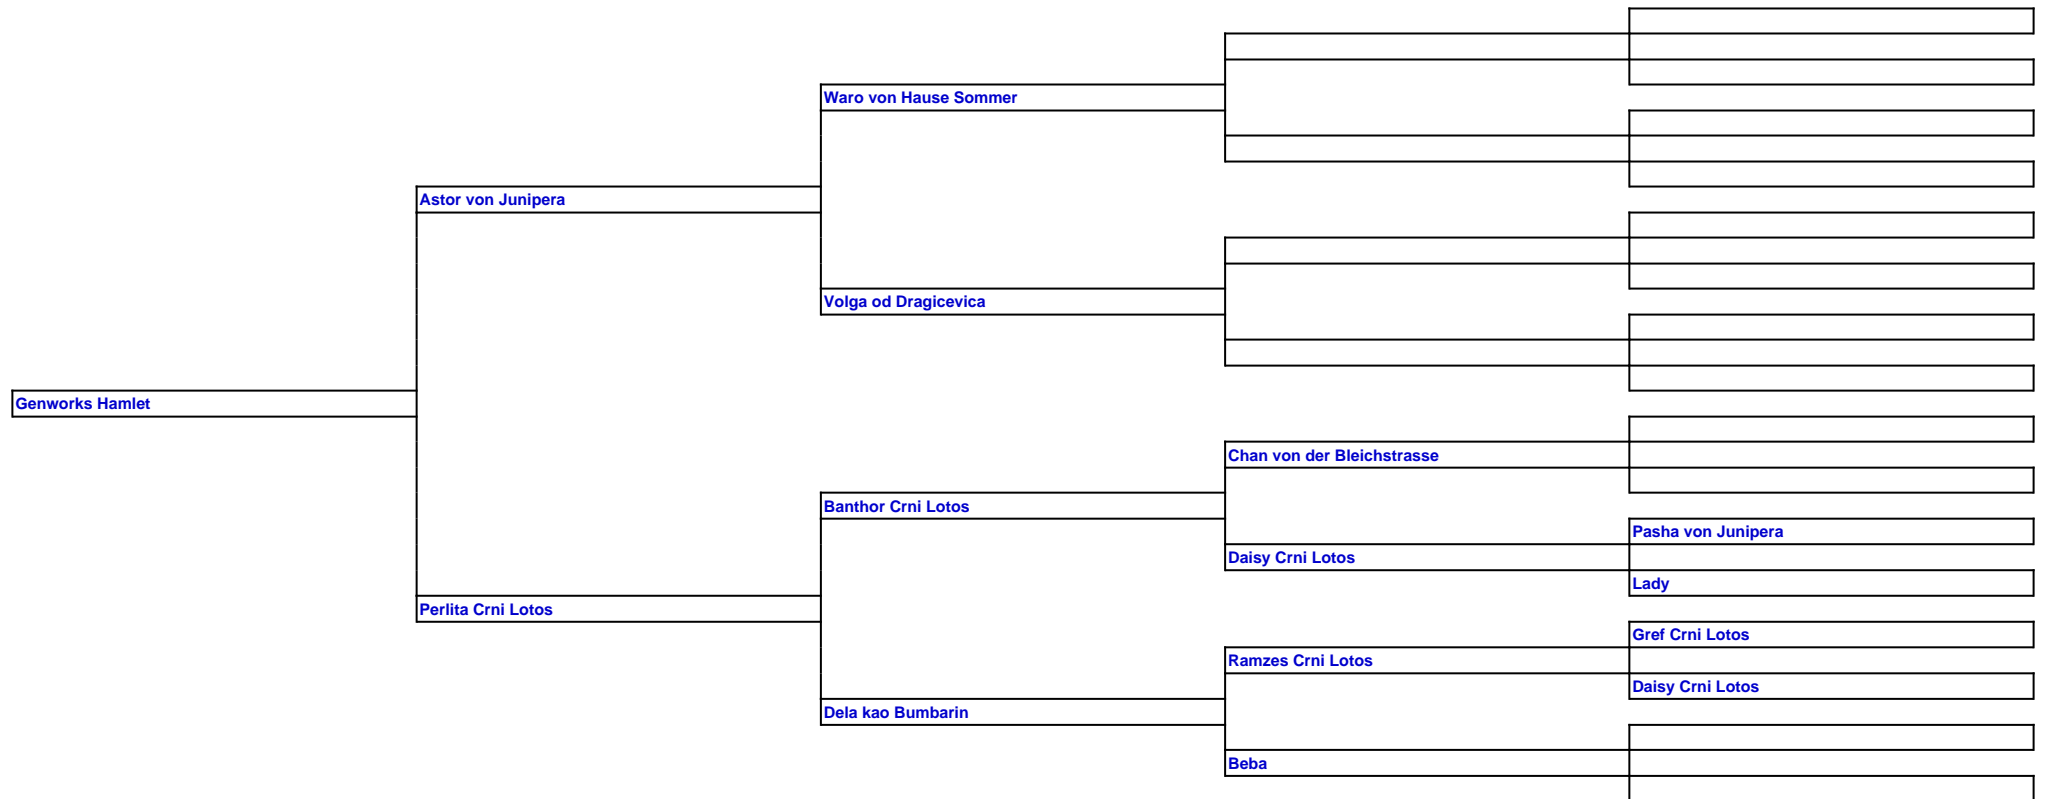 Waro von Hause Sommer
Astor von Junipera
Volga od Dragicevica
Genworks Hamlet
Chan von der Bleichstrasse
Banthor Crni Lotos
Pasha von Junipera
Daisy Crni Lotos
Lady
Perlita Crni Lotos
Gref Crni Lotos
Ramzes Crni Lotos
Daisy Crni Lotos
Dela kao Bumbarin
Beba